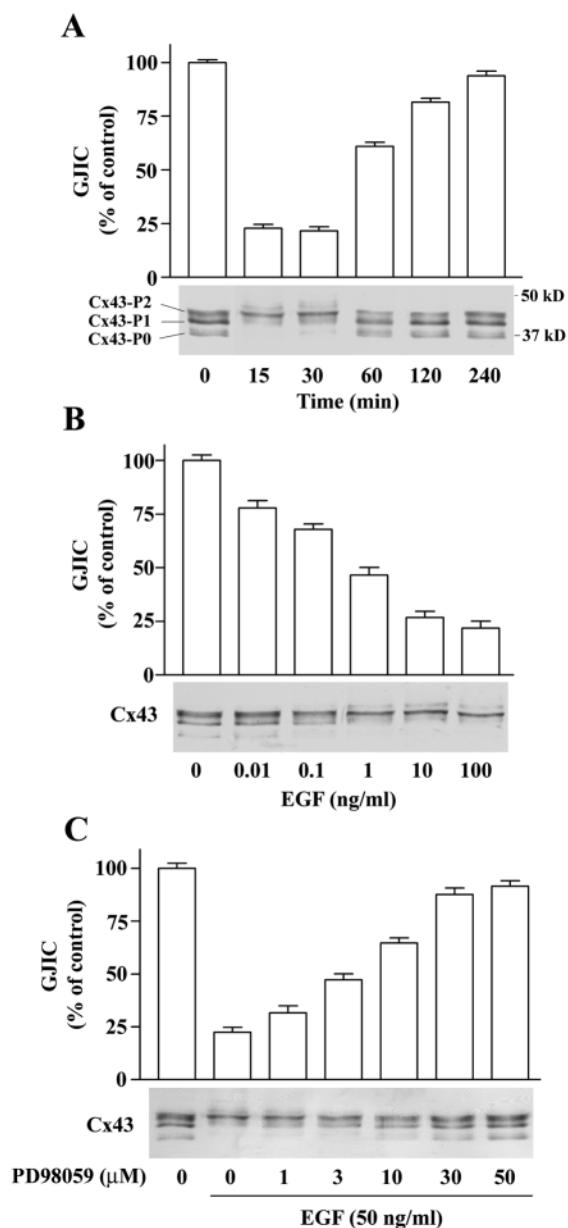 A
100
75
50
25
0
GJIC
(% of control)
Cx43-P2
Cx43-P1
Cx43-P0
50 kD
37 kD
0 15 30 60 120 240
Time (min)
B
100
75
50
25
0
GJIC
(% of control)
Cx43
0 0.01 0.1 1 10 100
EGF (ng/ml)
C
100
75
50
25
0
GJIC
(% of control)
Cx43
PD98059 (µM) 0 0 1 3 10 30 50
EGF (50 ng/ml)